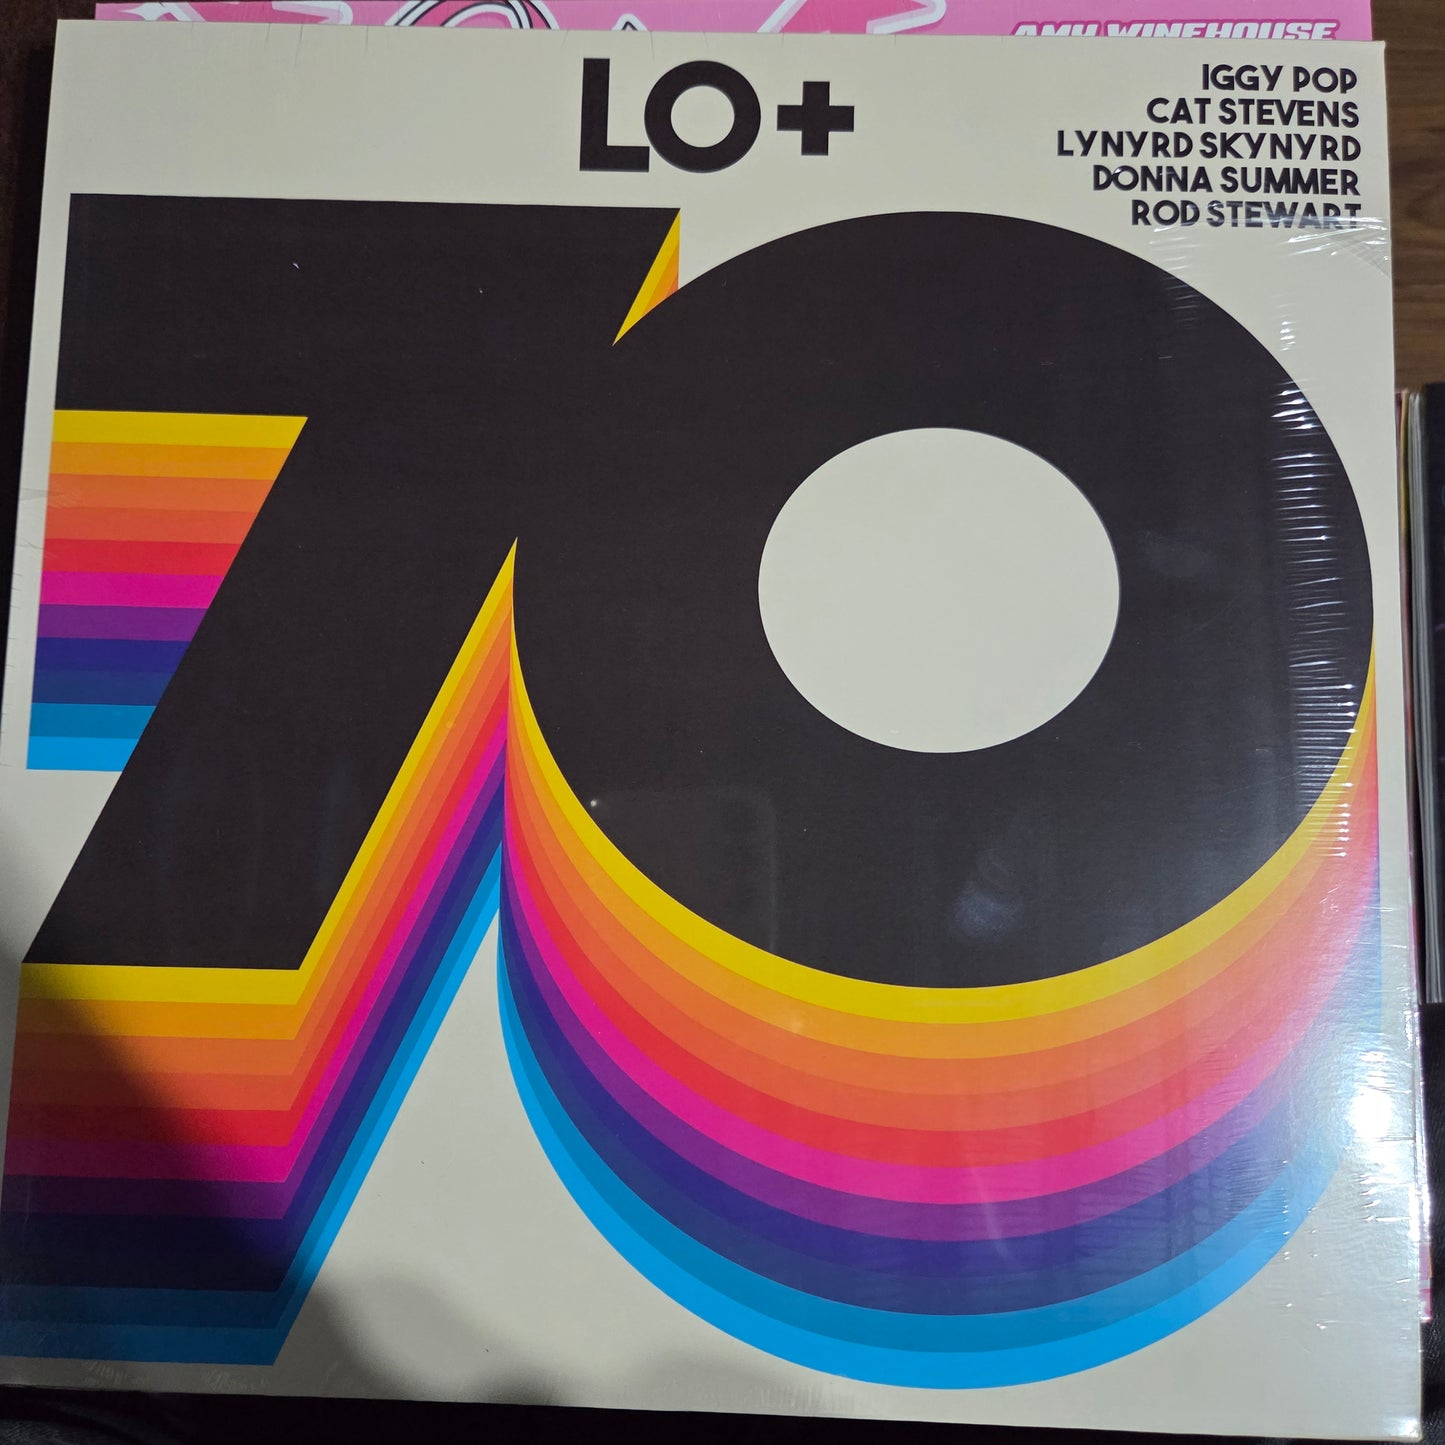 AMY WINEHOUSE
LO+
70
IGGY POP
CAT STEVENS
LYNYRD SKYNYRD
DONNA SUMMER
ROD STEWART